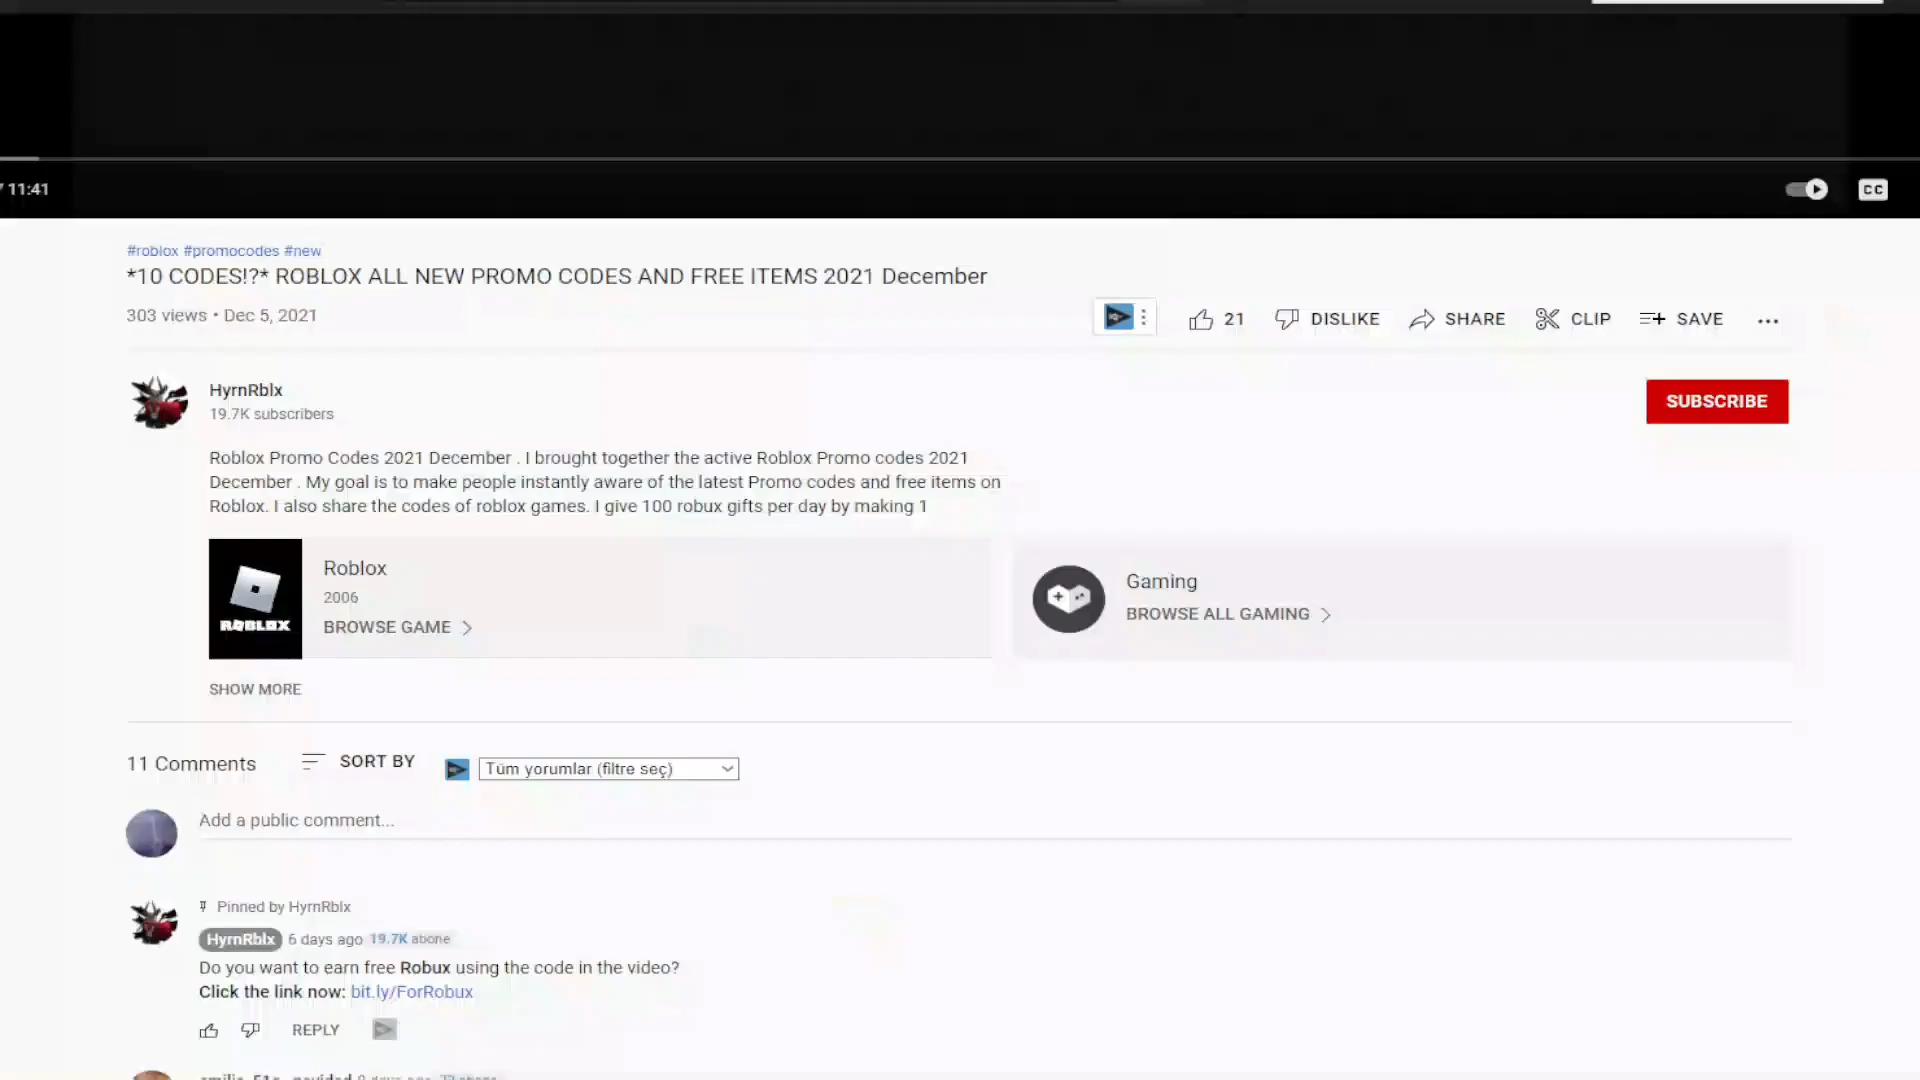 / 11:41
CC
#roblox #promocodes #new
*10 CODES!?* ROBLOX ALL NEW PROMO CODES AND FREE ITEMS 2021 December
303 views • Dec 5, 2021
21
DISLIKE
SHARE
CLIP
SAVE
HyrnRblx
19.7K subscribers
SUBSCRIBE
Roblox Promo Codes 2021 December . I brought together the active Roblox Promo codes 2021
December . My goal is to make people instantly aware of the latest Promo codes and free items on
Roblox. I also share the codes of roblox games. I give 100 robux gifts per day by making 1
ROBLOX
Roblox
2006
BROWSE GAME
Gaming
BROWSE ALL GAMING
SHOW MORE
11 Comments
SORT BY
Tüm yorumlar (filtre seç)
Add a public comment...
Pinned by HyrnRblx
HyrnRblx 6 days ago 19.7K abone
Do you want to earn free Robux using the code in the video?
Click the link now: bit.ly/ForRobux
REPLY